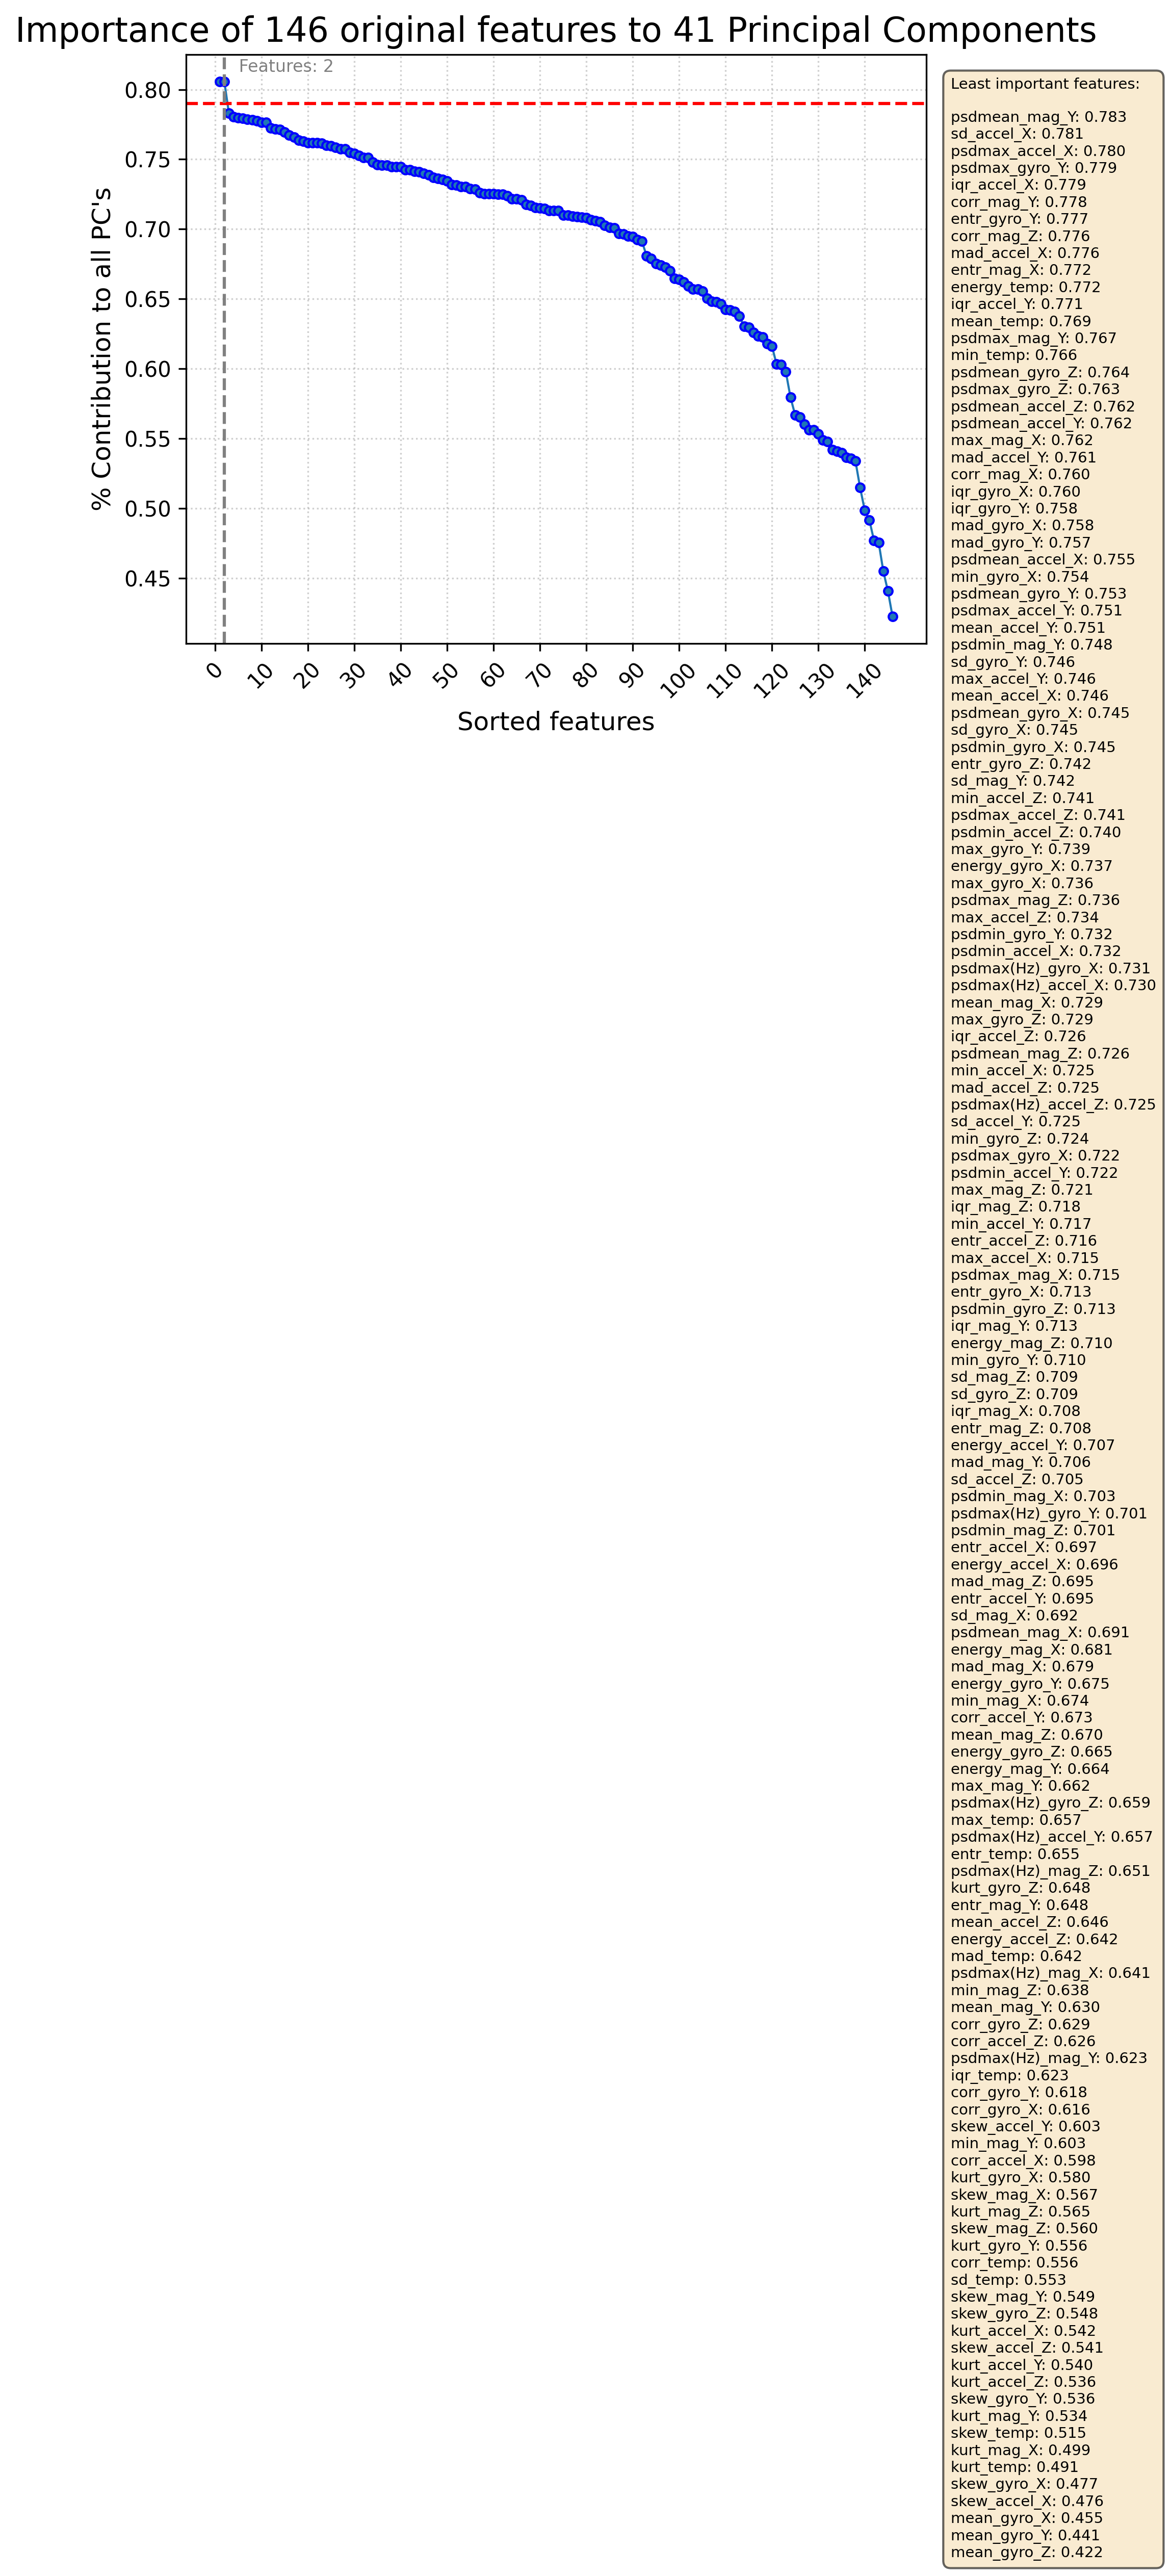 Importance of 146 original features to 41 Principal Components
Features: 2
0.80
0.75
0.70
0.65
0.60
0.55
0.50
0.45
% Contribution to all PC's
0
10
20
30
40
50
60
70
80
90
100
110
120
130
140
Sorted features
Least important features:
psdmean_mag_Y: 0.783
sd_accel_X: 0.781
psdmax_accel_X: 0.780
psdmax_gyro_Y: 0.779
iqr_accel_X: 0.779
corr_mag_Y: 0.778
entr_gyro_Y: 0.777
corr_mag_Z: 0.776
mad_accel_X: 0.776
entr_mag_X: 0.772
energy_temp: 0.772
iqr_accel_Y: 0.771
mean_temp: 0.769
psdmax_mag_Y: 0.767
min_temp: 0.766
psdmean_gyro_Z: 0.764
psdmax_gyro_Z: 0.763
psdmean_accel_Z: 0.762
psdmean_accel_Y: 0.762
max_mag_X: 0.762
mad_accel_Y: 0.761
corr_mag_X: 0.760
iqr_gyro_X: 0.760
iqr_gyro_Y: 0.758
mad_gyro_X: 0.758
mad_gyro_Y: 0.757
psdmean_accel_X: 0.755
min_gyro_X: 0.754
psdmean_gyro_Y: 0.753
psdmax_accel_Y: 0.751
mean_accel_Y: 0.751
psdmin_mag_Y: 0.748
sd_gyro_Y: 0.746
max_accel_Y: 0.746
mean_accel_X: 0.746
psdmean_gyro_X: 0.745
sd_gyro_X: 0.745
psdmin_gyro_X: 0.745
entr_gyro_Z: 0.742
sd_mag_Y: 0.742
min_accel_Z: 0.741
psdmax_accel_Z: 0.741
psdmin_accel_Z: 0.740
max_gyro_Y: 0.739
energy_gyro_X: 0.737
max_gyro_X: 0.736
psdmax_mag_Z: 0.736
max_accel_Z: 0.734
psdmin_gyro_Y: 0.732
psdmin_accel_X: 0.732
psdmax(Hz)_gyro_X: 0.731
psdmax(Hz)_accel_X: 0.730
mean_mag_X: 0.729
max_gyro_Z: 0.729
iqr_accel_Z: 0.726
psdmean_mag_Z: 0.726
min_accel_X: 0.725
mad_accel_Z: 0.725
psdmax(Hz)_accel_Z: 0.725
sd_accel_Y: 0.725
min_gyro_Z: 0.724
psdmax_gyro_X: 0.722
psdmin_accel_Y: 0.722
max_mag_Z: 0.721
iqr_mag_Z: 0.718
min_accel_Y: 0.717
entr_accel_Z: 0.716
max_accel_X: 0.715
psdmax_mag_X: 0.715
entr_gyro_X: 0.713
psdmin_gyro_Z: 0.713
iqr_mag_Y: 0.713
energy_mag_Z: 0.710
min_gyro_Y: 0.710
sd_mag_Z: 0.709
sd_gyro_Z: 0.709
iqr_mag_X: 0.708
entr_mag_Z: 0.708
energy_accel_Y: 0.707
mad_mag_Y: 0.706
sd_accel_Z: 0.705
psdmin_mag_X: 0.703
psdmax(Hz)_gyro_Y: 0.701
psdmin_mag_Z: 0.701
entr_accel_X: 0.697
energy_accel_X: 0.696
mad_mag_Z: 0.695
entr_accel_Y: 0.695
sd_mag_X: 0.692
psdmean_mag_X: 0.691
energy_mag_X: 0.681
mad_mag_X: 0.679
energy_gyro_Y: 0.675
min_mag_X: 0.674
corr_accel_Y: 0.673
mean_mag_Z: 0.670
energy_gyro_Z: 0.665
energy_mag_Y: 0.664
max_mag_Y: 0.662
psdmax(Hz)_gyro_Z: 0.659
max_temp: 0.657
psdmax(Hz)_accel_Y: 0.657
entr_temp: 0.655
psdmax(Hz)_mag_Z: 0.651
kurt_gyro_Z: 0.648
entr_mag_Y: 0.648
mean_accel_Z: 0.646
energy_accel_Z: 0.642
mad_temp: 0.642
psdmax(Hz)_mag_X: 0.641
min_mag_Z: 0.638
mean_mag_Y: 0.630
corr_gyro_Z: 0.629
corr_accel_Z: 0.626
psdmax(Hz)_mag_Y: 0.623
iqr_temp: 0.623
corr_gyro_Y: 0.618
corr_gyro_X: 0.616
skew_accel_Y: 0.603
min_mag_Y: 0.603
corr_accel_X: 0.598
kurt_gyro_X: 0.580
skew_mag_X: 0.567
kurt_mag_Z: 0.565
skew_mag_Z: 0.560
kurt_gyro_Y: 0.556
corr_temp: 0.556
sd_temp: 0.553
skew_mag_Y: 0.549
skew_gyro_Z: 0.548
kurt_accel_X: 0.542
skew_accel_Z: 0.541
kurt_accel_Y: 0.540
kurt_accel_Z: 0.536
skew_gyro_Y: 0.536
kurt_mag_Y: 0.534
skew_temp: 0.515
kurt_mag_X: 0.499
kurt_temp: 0.491
skew_gyro_X: 0.477
skew_accel_X: 0.476
mean_gyro_X: 0.455
mean_gyro_Y: 0.441
mean_gyro_Z: 0.422